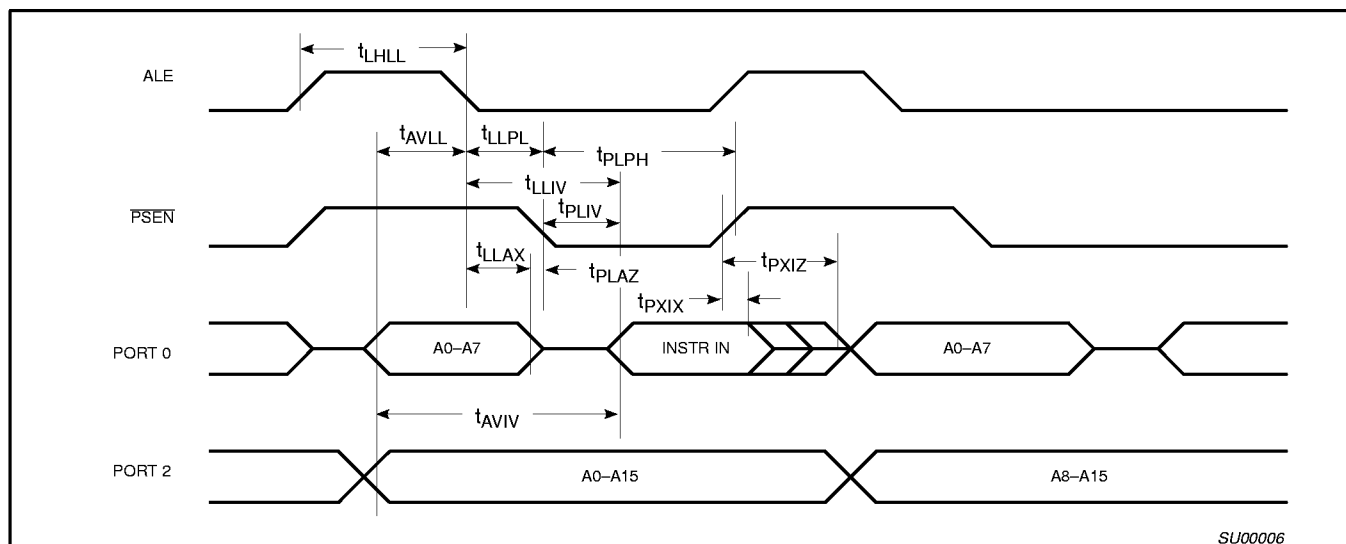 tLHLL
ALE
tAVLL tLLPL tPLPH
tLLIV
PSEN
tPLIV
tLLAX
tPLAZ tPXIZ
tPXIX
PORT 0 A0–A7 INSTR IN A0–A7
tAVIV
PORT 2 A0–A15 A8–A15
SU00006